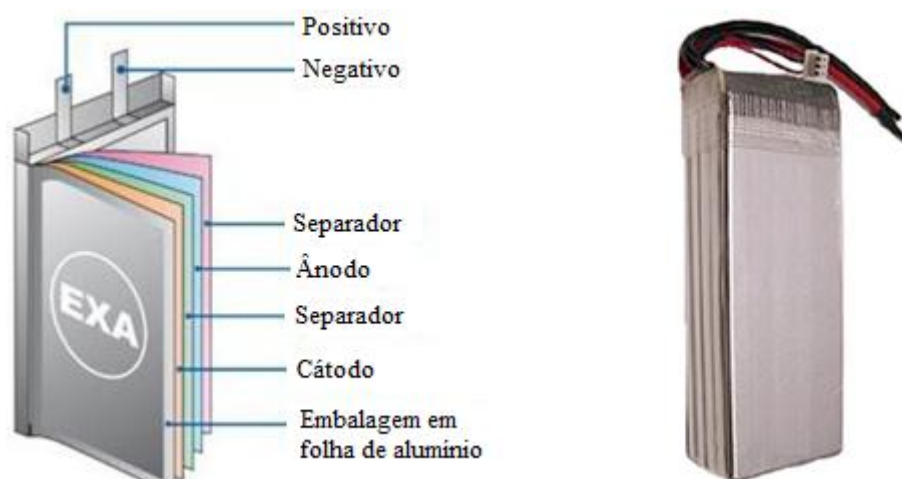 Positivo
Negativo
Separador
Ânodo
Separador
Cátodo
Embalagem em
folha de alumínio
EXA